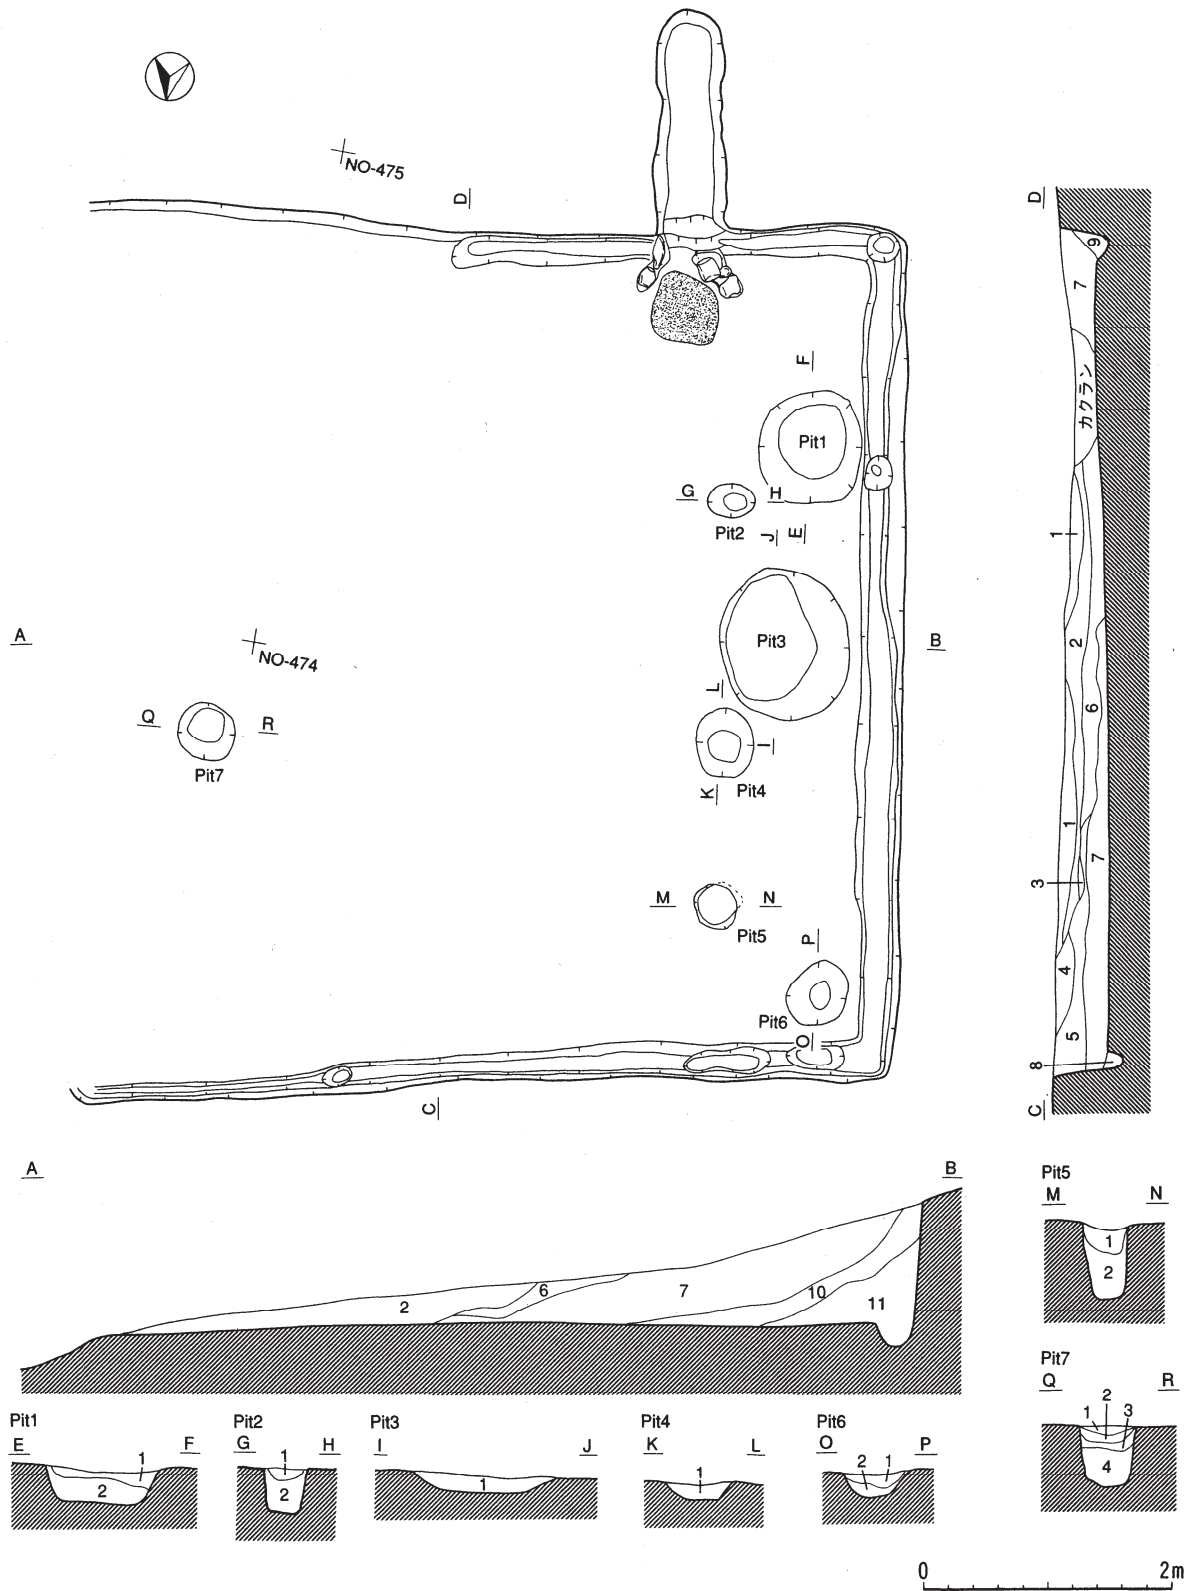 NO-475
D
D
9
7
カクラン
F
Pit1
G
H
Pit2
J
E
1
A
Pit3
B
2
NO-474
L
6
Q
R
I
Pit7
K
Pit4
1
7
3
M
N
Pit5
P
4
Pit6
O
5
8
C
C
A
B
2
6
7
10
11
Pit5
M
N
1
2
Pit7
Q
R
1
2
3
4
Pit1
E
F
1
2
Pit2
G
H
1
2
Pit3
I
J
1
Pit4
K
L
1
Pit6
O
P
2
1
0
2m